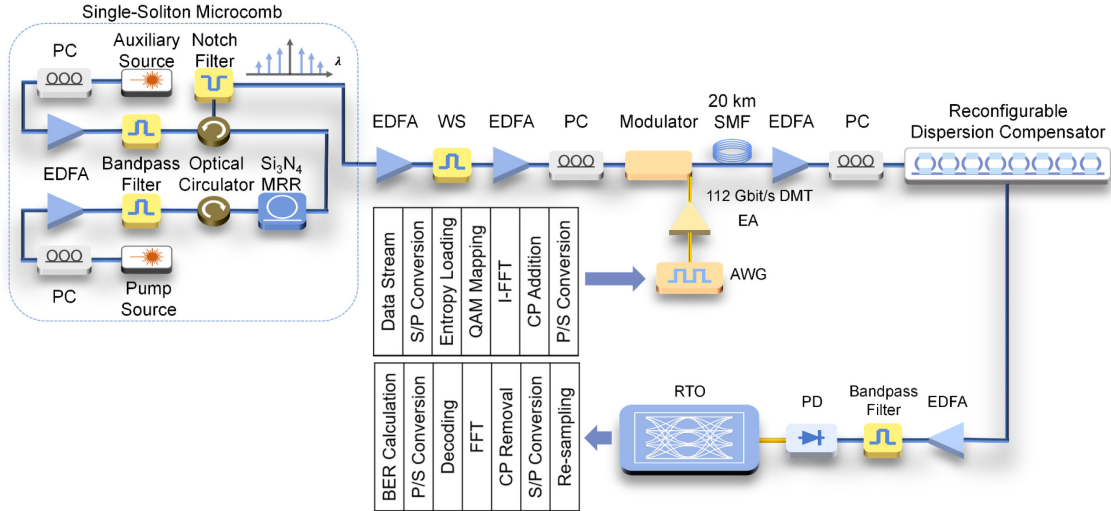 Single-Soliton Microcomb
PC
Auxiliary
Source
Notch
Filter
λ
EDFA
Bandpass
Filter
Optical
Circulator
Si₃N₄
MRR
PC
Pump
Source
EDFA
WS
EDFA
PC
Modulator
20 km
SMF
EDFA
PC
Reconfigurable
Dispersion Compensator
112 Gbit/s DMT
EA
AWG
Data Stream
S/P Conversion
Entropy Loading
QAM Mapping
I-FFT
CP Addition
P/S Conversion
BER Calculation
P/S Conversion
Decoding
FFT
CP Removal
S/P Conversion
Re-sampling
RTO
PD
Bandpass
Filter
EDFA